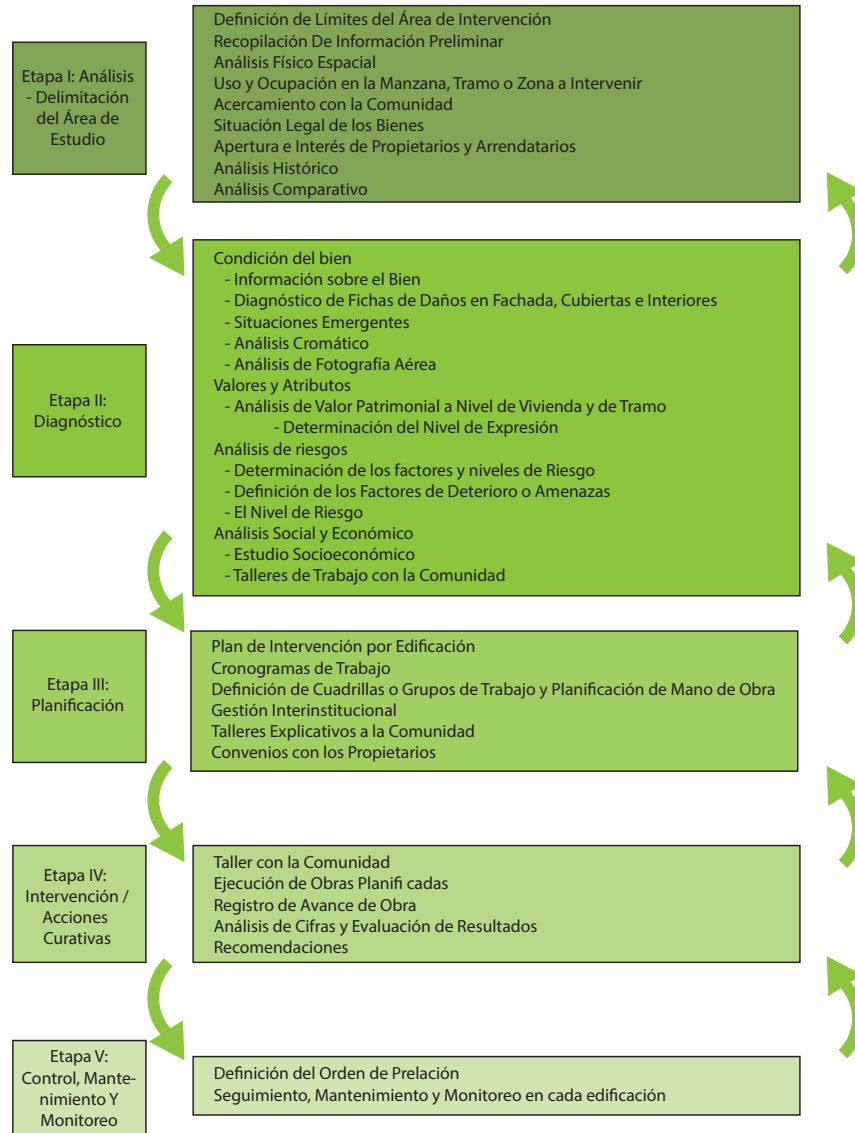 Etapa I: Análisis
- Delimitación
del Área de
Estudio
Definición de Límites del Área de Intervención
Recopilación De Información Preliminar
Análisis Físico Espacial
Uso y Ocupación en la Manzana, Tramo o Zona a Intervenir
Acercamiento con la Comunidad
Situación Legal de los Bienes
Apertura e Interés de Propietarios y Arrendatarios
Análisis Histórico
Análisis Comparativo
Etapa II:
Diagnóstico
Condición del bien
- Información sobre el Bien
- Diagnóstico de Fichas de Daños en Fachada, Cubiertas e Interiores
- Situaciones Emergentes
- Análisis Cromático
- Análisis de Fotografía Aérea
Valores y Atributos
- Análisis de Valor Patrimonial a Nivel de Vivienda y de Tramo
- Determinación del Nivel de Expresión
Análisis de riesgos
- Determinación de los factores y niveles de Riesgo
- Definición de los Factores de Deterioro o Amenazas
- El Nivel de Riesgo
Análisis Social y Económico
- Estudio Socioeconómico
- Talleres de Trabajo con la Comunidad
Etapa III:
Planificación
Plan de Intervención por Edificación
Cronogramas de Trabajo
Definición de Cuadrillas o Grupos de Trabajo y Planificación de Mano de Obra
Gestión Interinstitucional
Talleres Explicativos a la Comunidad
Convenios con los Propietarios
Etapa IV:
Intervención /
Acciones
Curativas
Taller con la Comunidad
Ejecución de Obras Planifi cadas
Registro de Avance de Obra
Análisis de Cifras y Evaluación de Resultados
Recomendaciones
Etapa V:
Control, Mante-
nimiento Y
Monitoreo
Definición del Orden de Prelación
Seguimiento, Mantenimiento y Monitoreo en cada edificación